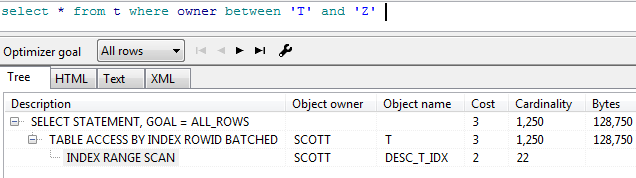 select * from t where owner between 'T' and 'Z'
Optimizer goal All rows
Tree HTML Text XML
Description Object owner Object name Cost Cardinality Bytes
SELECT STATEMENT, GOAL = ALL_ROWS 3 1,250 128,750
TABLE ACCESS BY INDEX ROWID BATCHED SCOTT T 3 1,250 128,750
INDEX RANGE SCAN SCOTT DESC_T_IDX 2 22